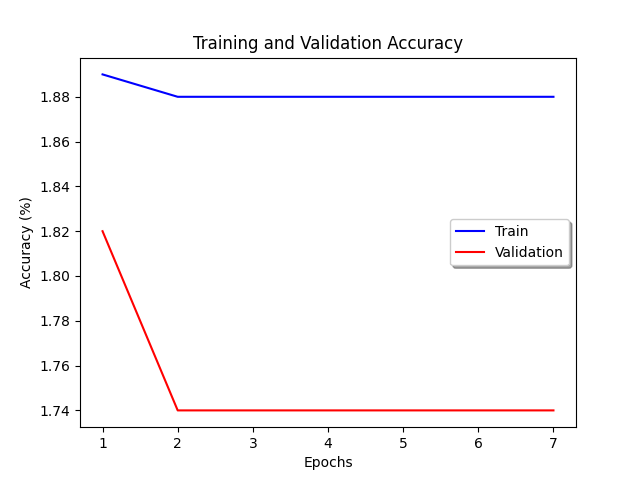 Training and Validation Accuracy
Accuracy (%)
1.88
1.86
1.84
1.82
1.80
1.78
1.76
1.74
Train
Validation
1 2 3 4 5 6 7
Epochs